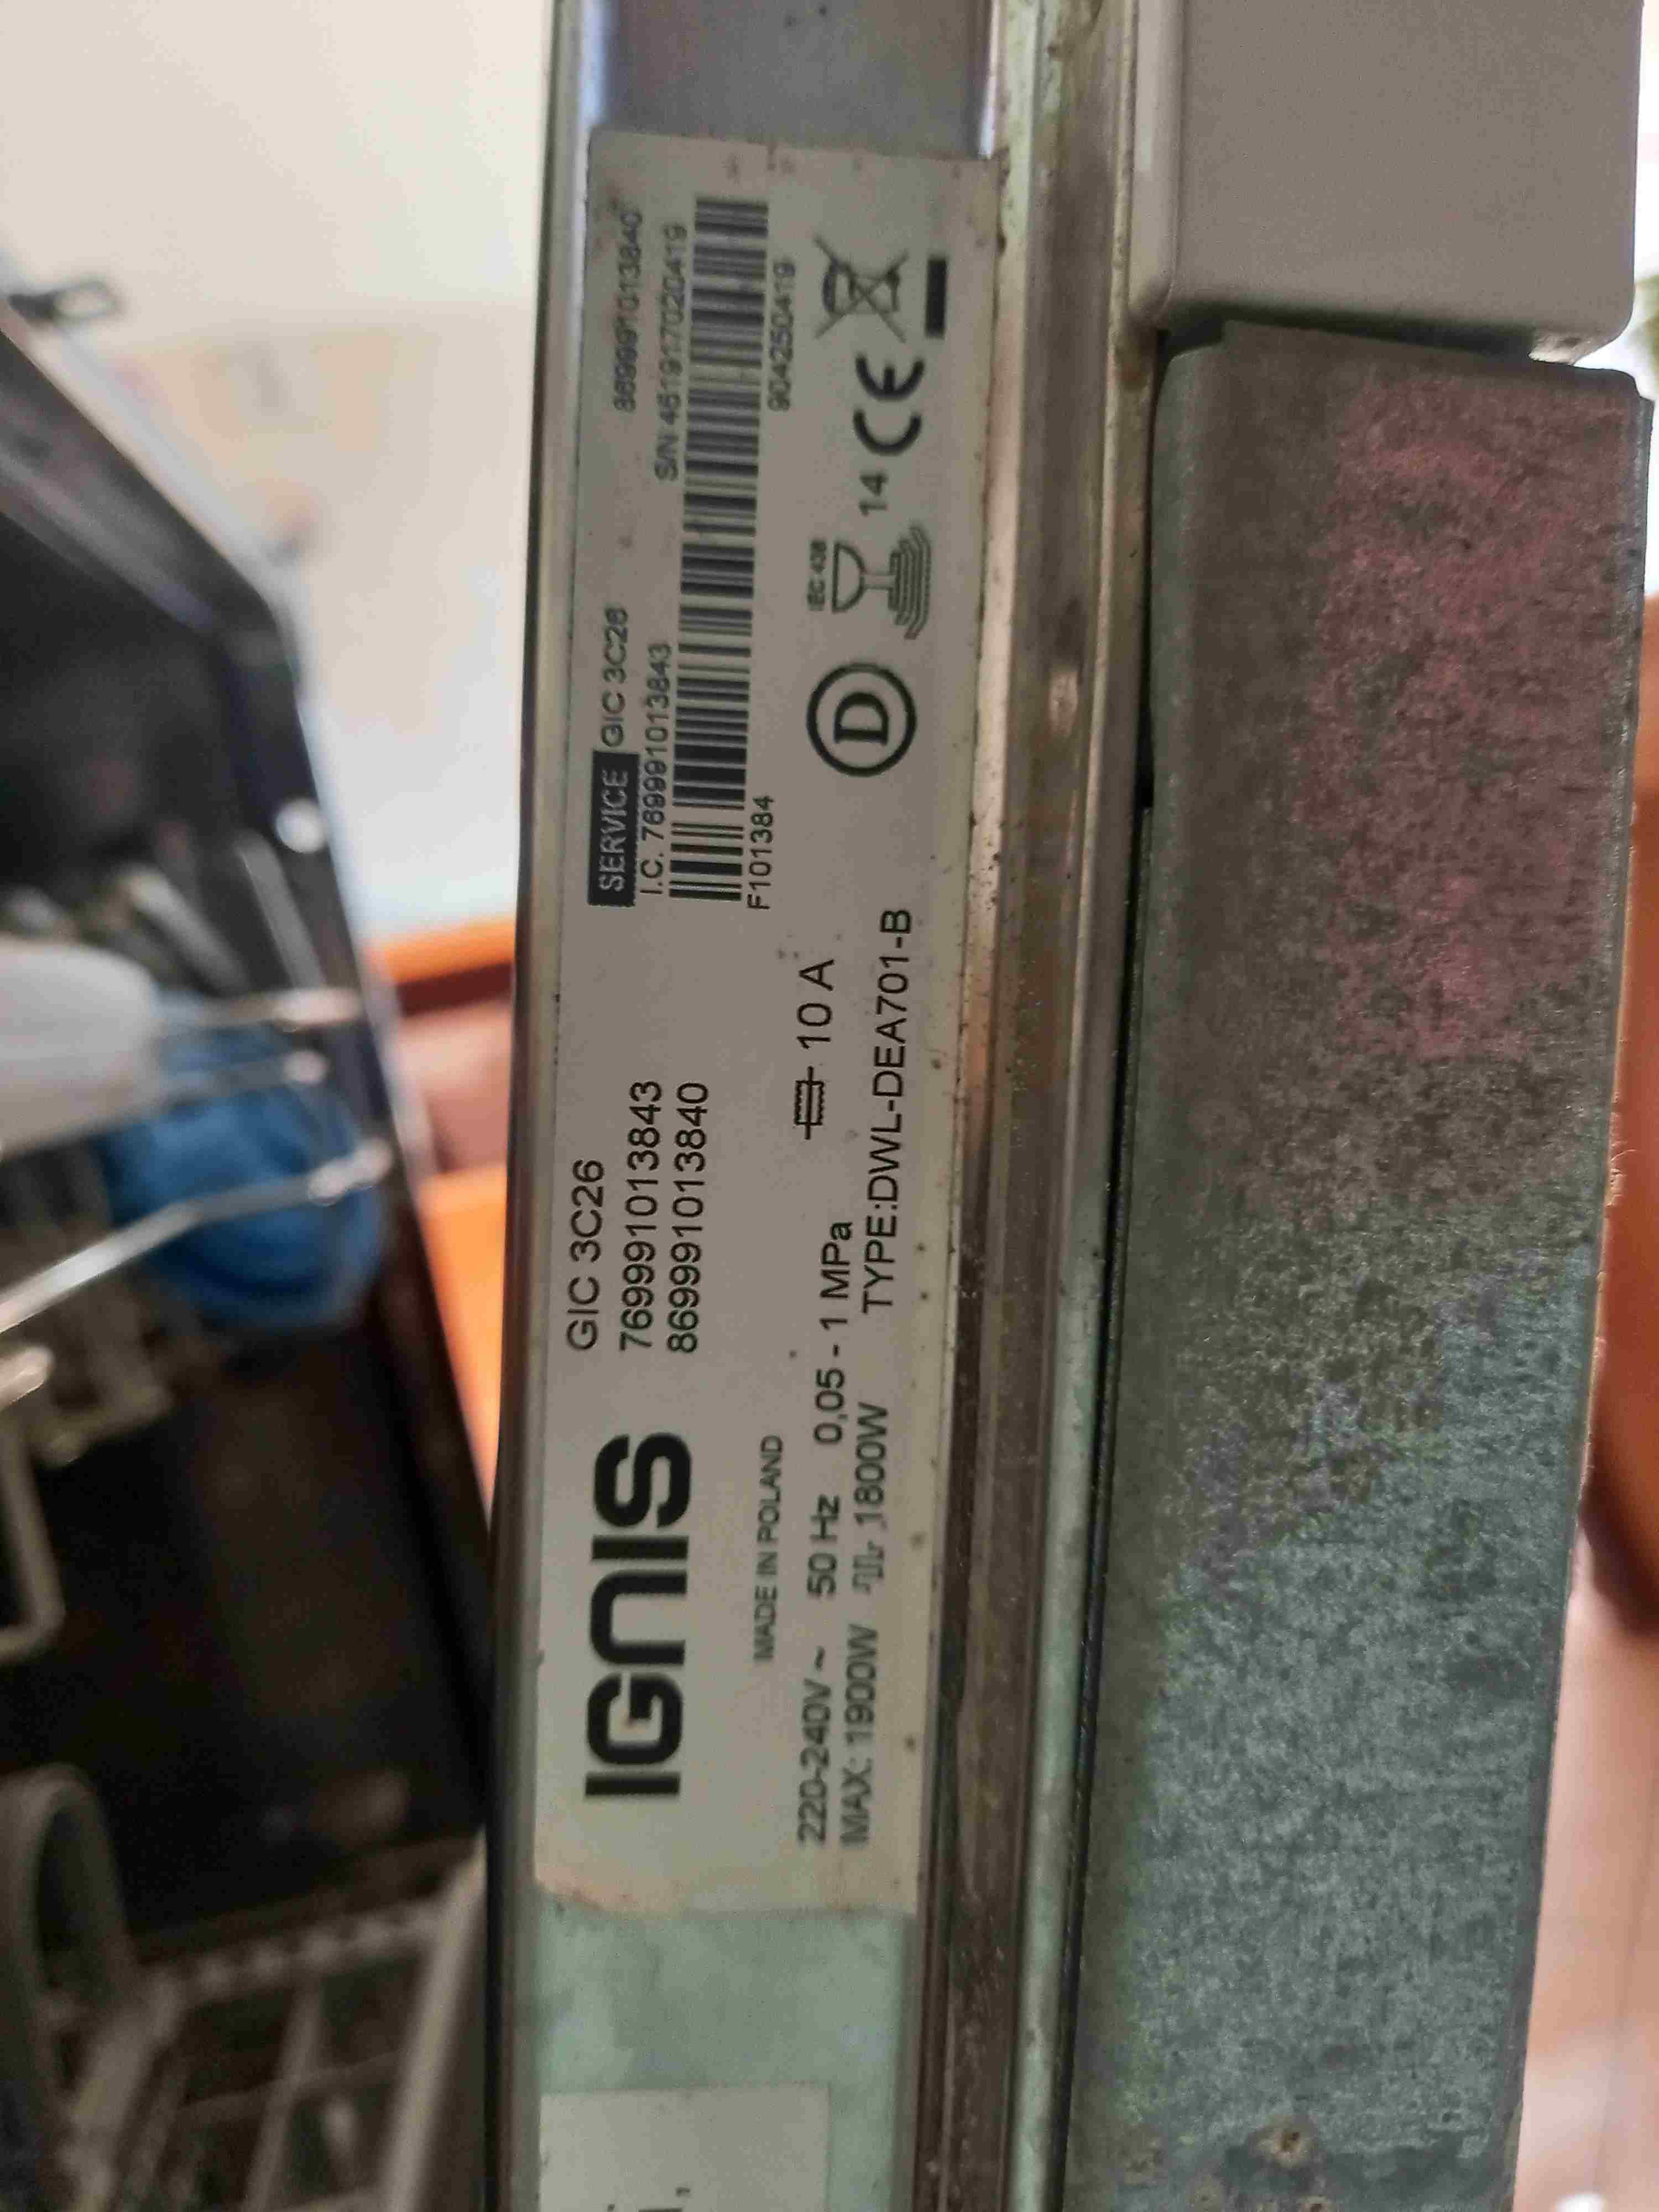 IGNIS
GIC 3C26
769991013843
869991013840
MADE IN POLAND
220-240V ~ 50 Hz 0,05 - 1 MPa 10 A
MAX: 1900W 1800W TYPE:DWL-DEA701-B
SERVICE GIC 3C26 869991013840
I.C. 769991013843 S/N 451917020419
F101384 904250419
D
IEC 436
14 CE